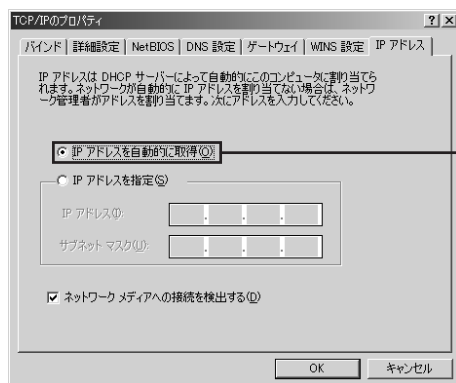 TCP/IPのプロパティ
バインド 詳細設定 NetBIOS DNS 設定 ゲートウェイ WINS 設定 IP アドレス
IP アドレスは DHCP サーバーによって自動的にこのコンピュータに割り当てら
れます。ネットワークが自動的に IP アドレスを割り当てない場合は、ネットワ
ーク管理者がアドレスを割り当てます。次にアドレスを入力してください。
IP アドレスを自動的に取得(O)
IP アドレスを指定(S)
IP アドレス(I):
サブネット マスク(U):
ネットワーク メディアへの接続を検出する(D)
OK キャンセル